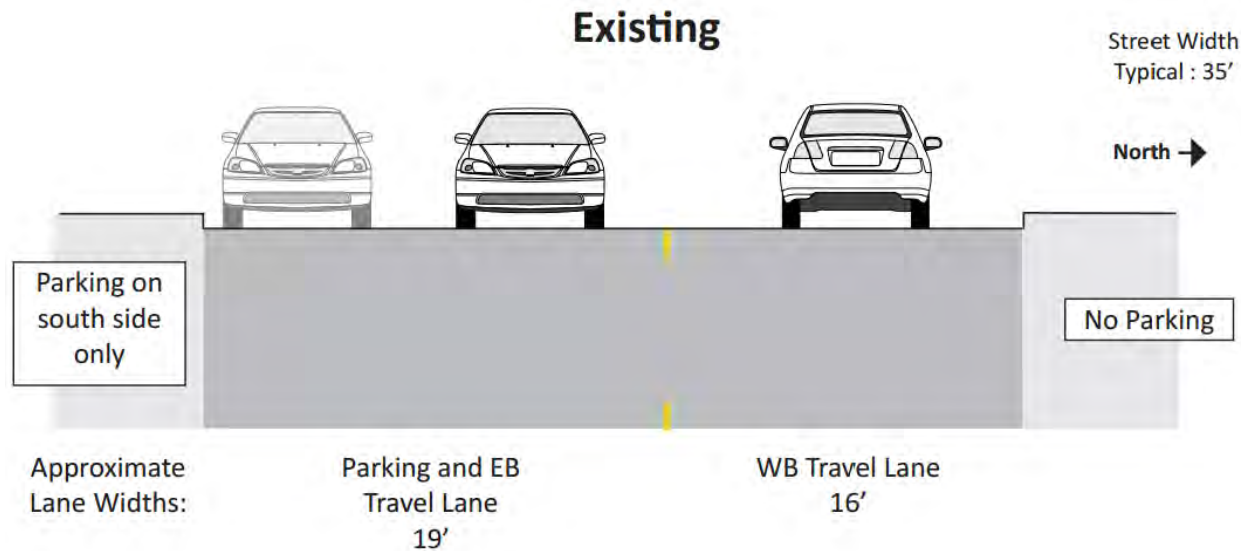 Existing
Street Width
Typical : 35’
North
Parking on
south side
only
No Parking
Approximate
Lane Widths:
Parking and EB
Travel Lane
19’
WB Travel Lane
16’